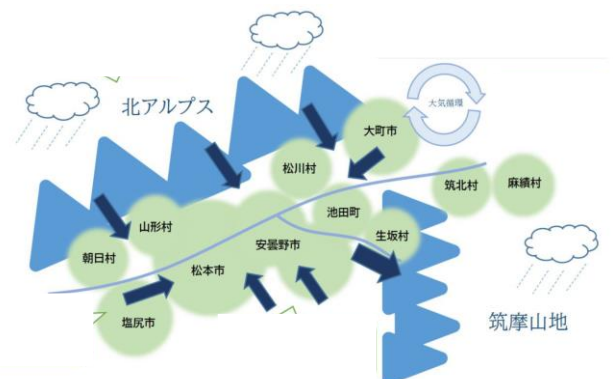 北アルプス
大気循環
大町市
松川村
筑北村
麻績村
池田町
山形村
生坂村
安曇野市
朝日村
松本市
塩尻市
筑摩山地